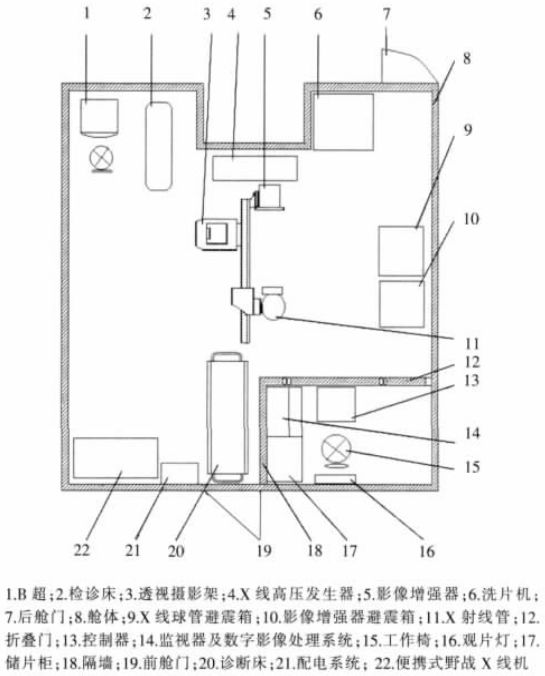 1 2 3 4 5 6 7
8
9
10
11
12
13
14
15
22 21 20 19 18 17 16
1.B 超;2.检诊床;3.透视摄影架;4.X 线高压发生器;5.影像增强器;6.洗片机;
7.后舱门;8.舱体;9.X线球管避震箱;10.影像增强器避震箱;11.X 射线管;12.
折叠门;13.控制器;14.监视器及数字影像处理系统;15.工作椅;16.观片灯;17.
储片柜;18.隔墙;19.前舱门;20.诊断床;21.配电系统; 22.便携式野战 X 线机